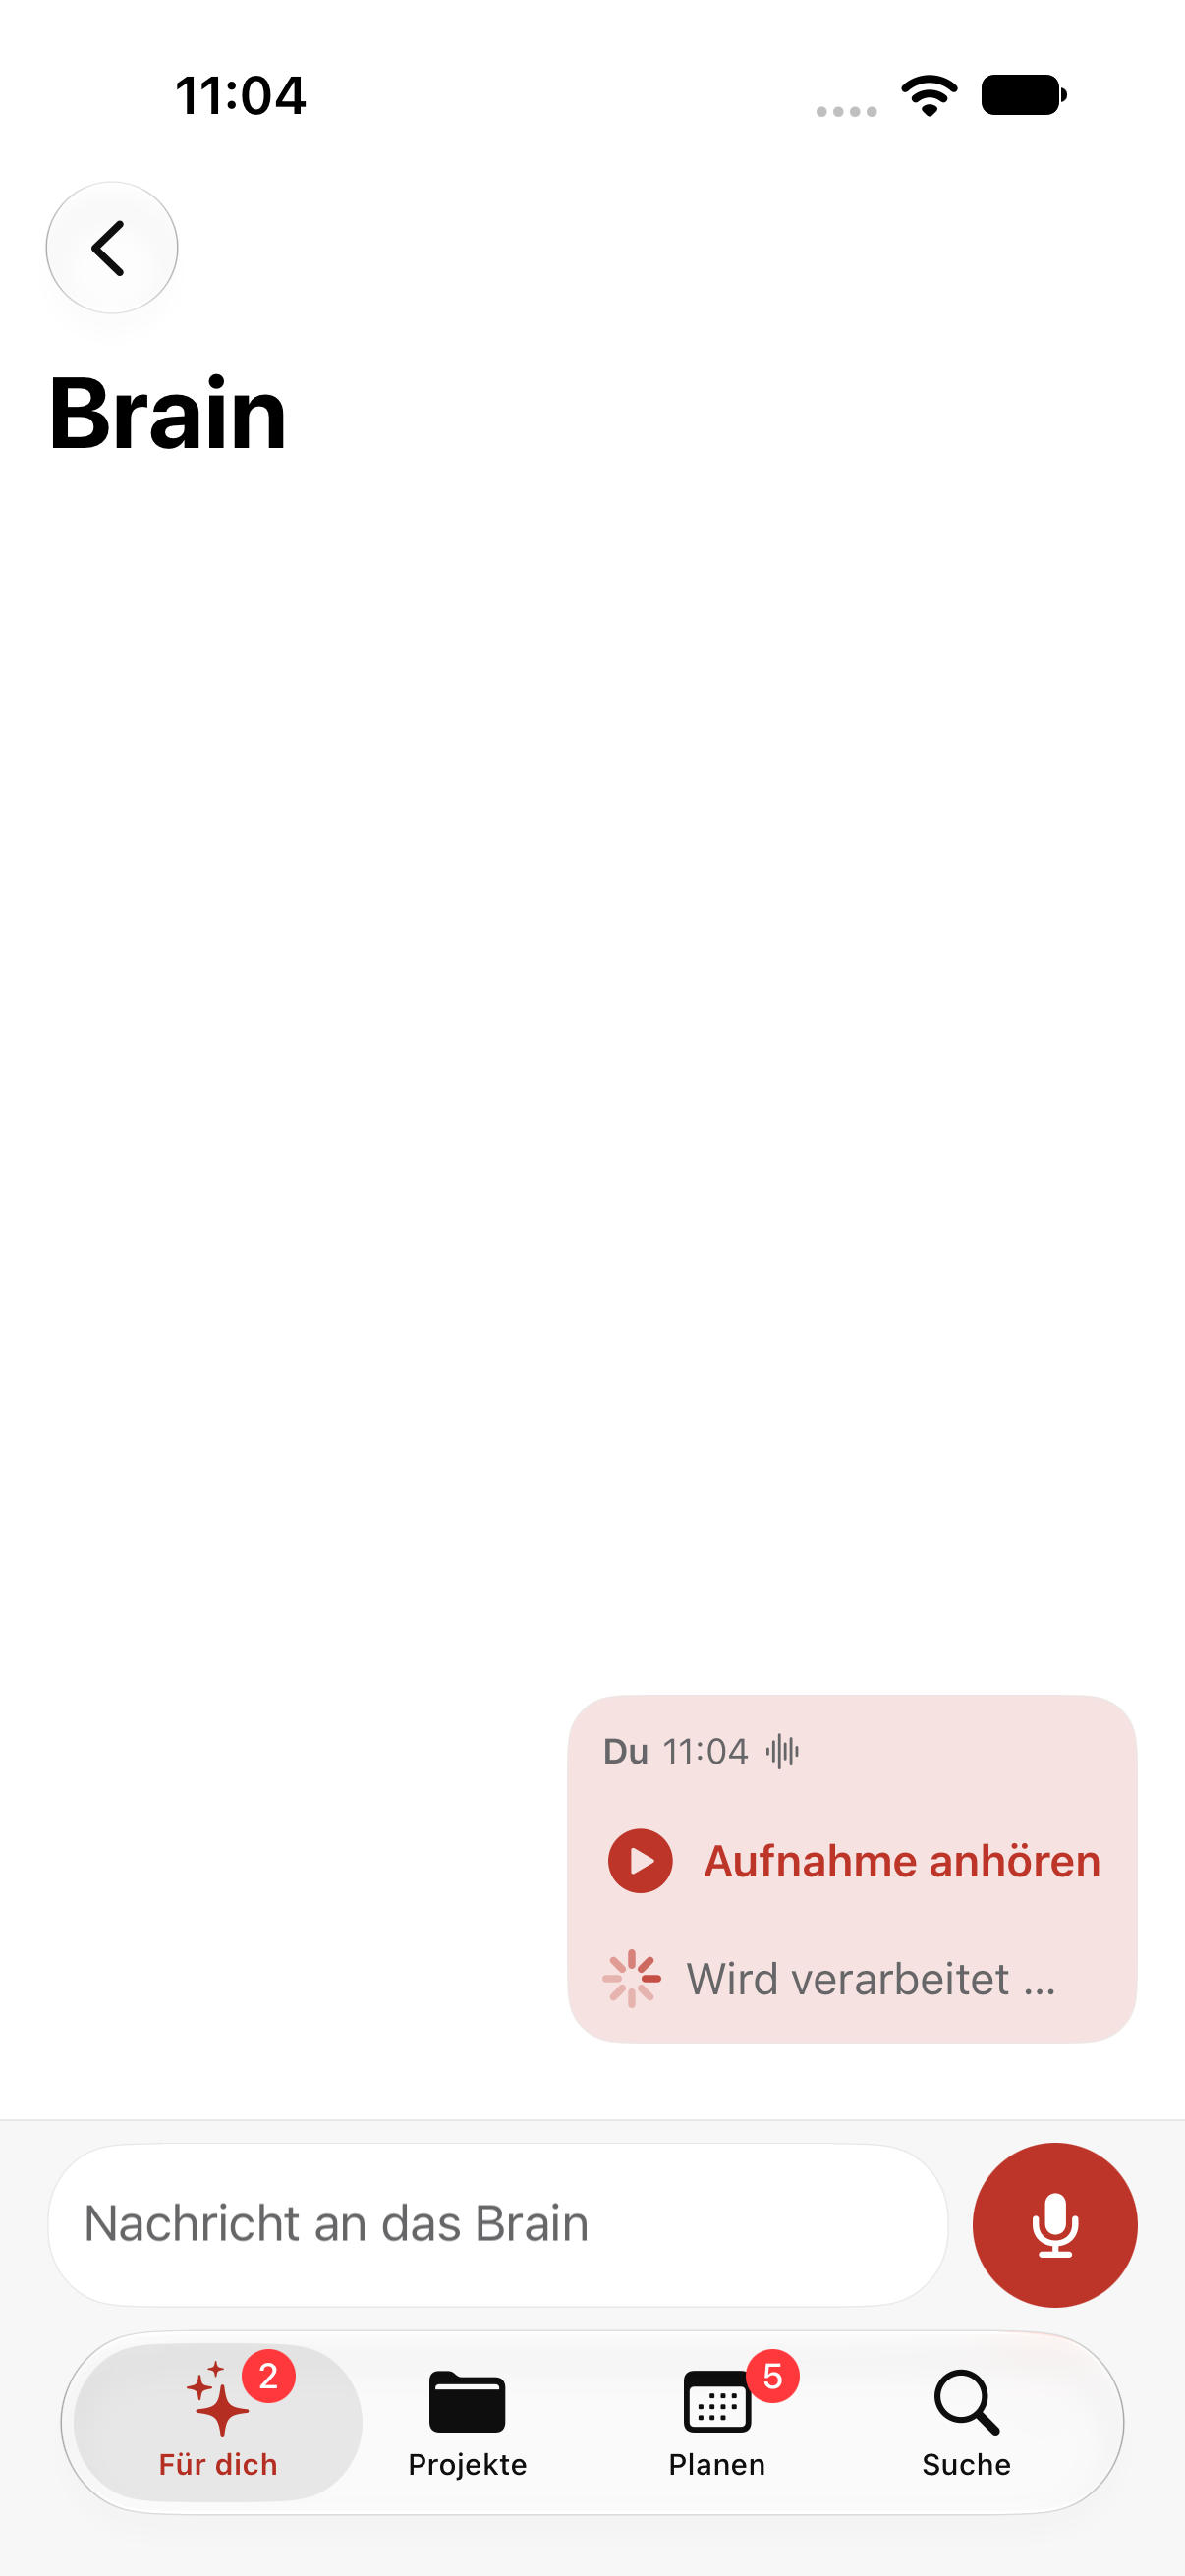 11:04
Brain
Du 11:04
Aufnahme anhören
Wird verarbeitet ...
Nachricht an das Brain
2
5
Für dich
Projekte
Planen
Suche